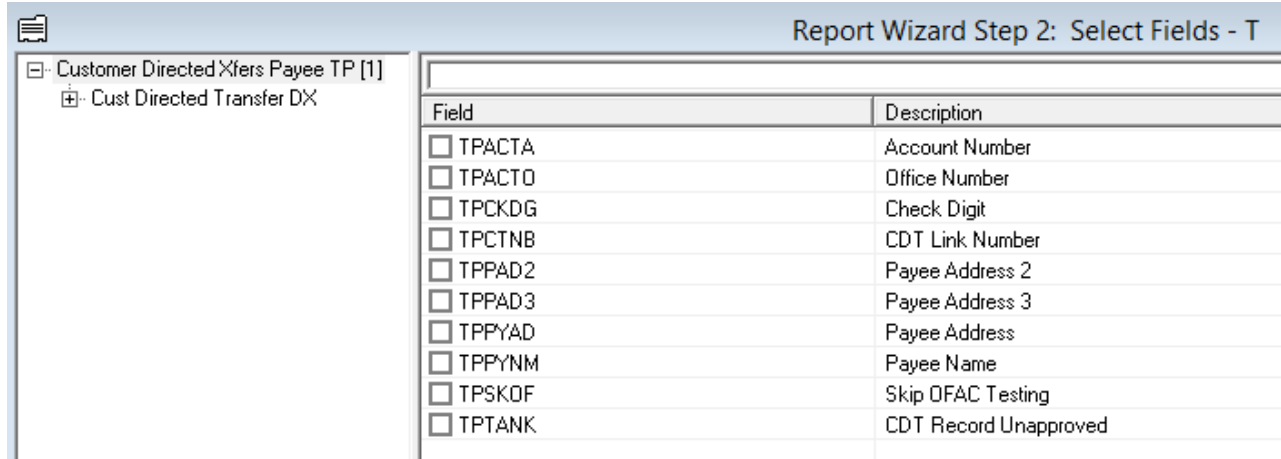 Report Wizard Step 2: Select Fields - T
Customer Directed Xfers Payee TP [1]
Cust Directed Transfer DX
Field Description
TPACTA Account Number
TPACTO Office Number
TPCKDG Check Digit
TPCTNB CDT Link Number
TPPAD2 Payee Address 2
TPPAD3 Payee Address 3
TPPYAD Payee Address
TPPYNM Payee Name
TPSKOF Skip OFAC Testing
TPTANK CDT Record Unapproved